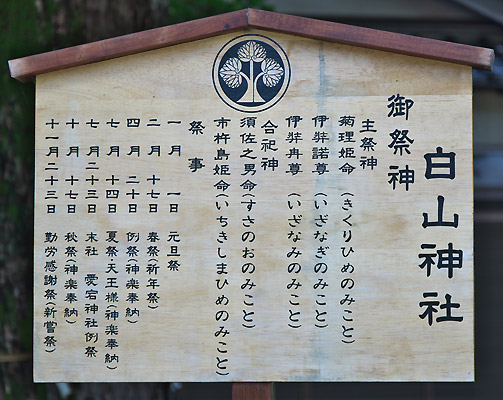 白山神社
御祭神
主祭神
菊理姫命（きくりひめのみこと）
伊弉諾尊（いざなぎのみこと）
伊弉冉尊（いざなみのみこと）
合祀神
須佐之男命（すさのおのみこと）
市杵島姫命（いちきしまひめのみこと）
祭事
一月　一日　元旦祭
二月　十七日　春祭（祈年祭）
四月　二十日　例祭（神楽奉納）
七月　十四日　夏祭天王様（神楽奉納）
七月　二十三日　末社　愛宕神社例祭
十月　十七日　秋祭（神楽奉納）
十一月二十三日　勤労感謝祭（新嘗祭）